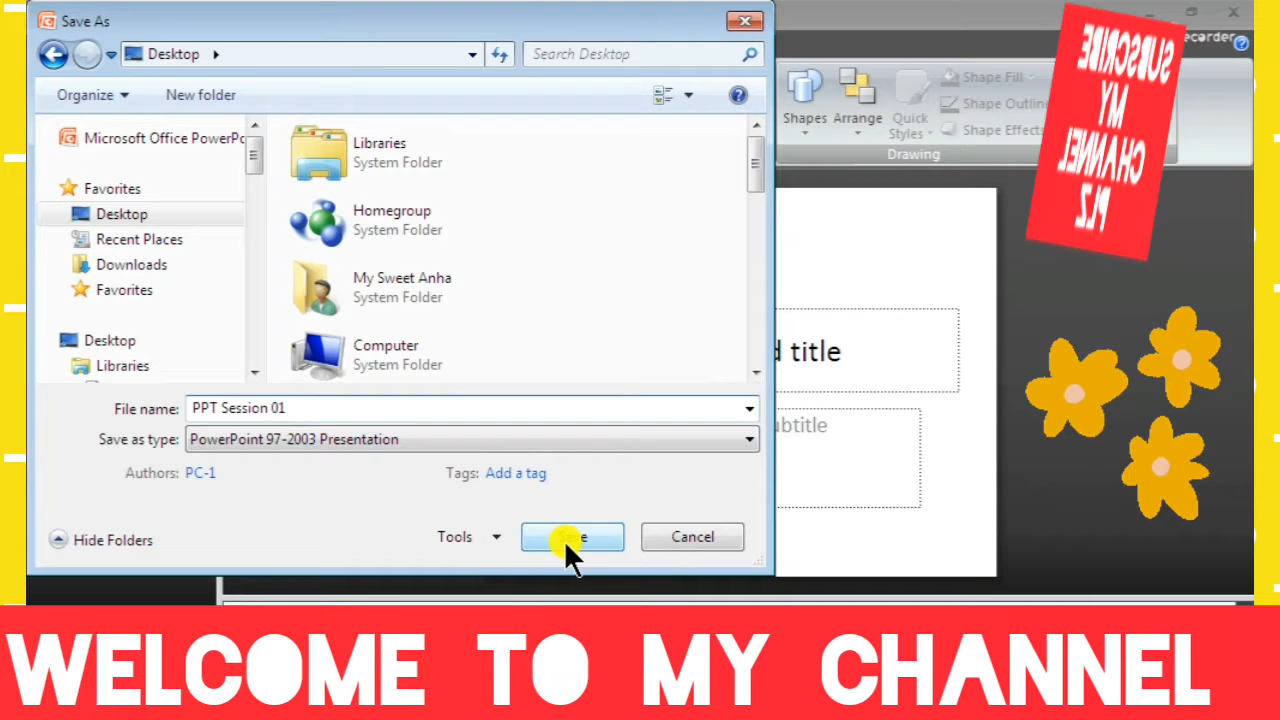 Save As
Desktop
Search Desktop
Organize
New folder
Microsoft Office PowerPo
Favorites
Desktop
Recent Places
Downloads
Favorites
Desktop
Libraries
Libraries
System Folder
Homegroup
System Folder
My Sweet Anha
System Folder
Computer
System Folder
File name:
PPT Session 01
Save as type:
PowerPoint 97-2003 Presentation
Authors:
PC-1
Tags:
Add a tag
Hide Folders
Tools
Cancel
ecorder
Shapes
Arrange
Quick
Styles
Shape Fill
Shape Outline
Shape Effects
Drawing
d title
ubtitle
SUBSCRIBE
MY
CHANNEL
PLZ
WELCOME TO MY CHANNEL